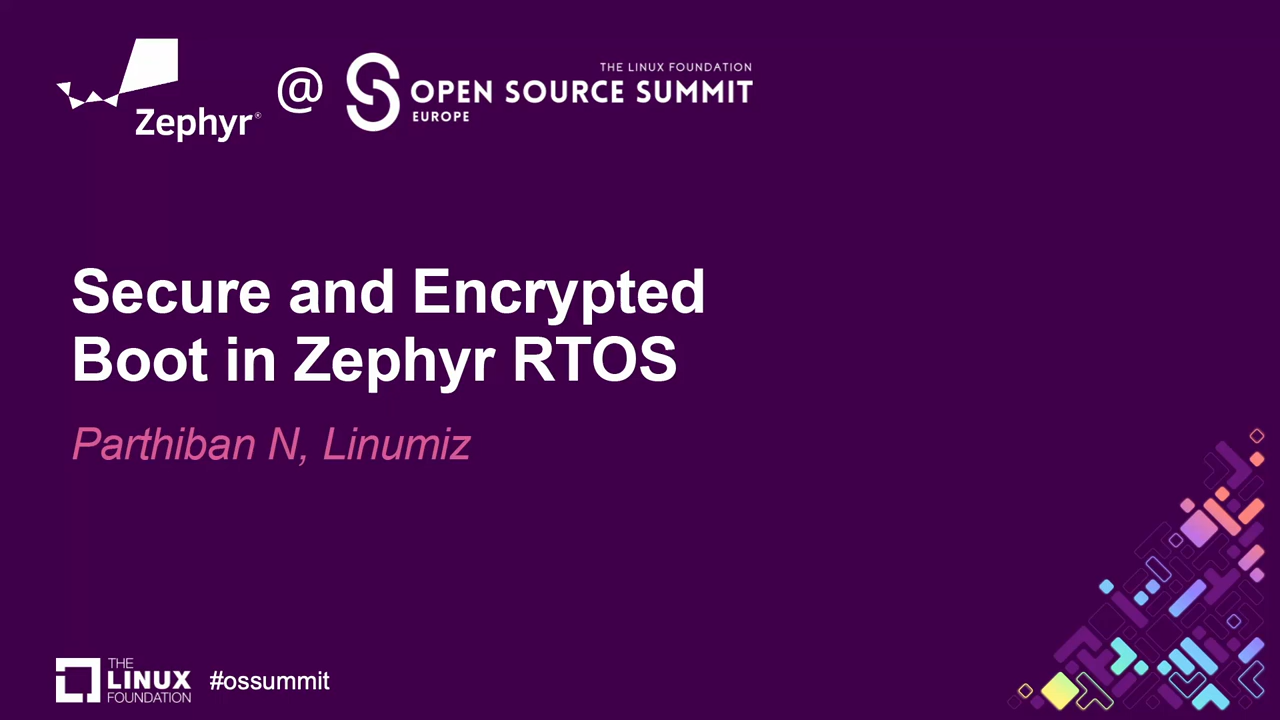 Zephyr®
@
THE LINUX FOUNDATION
OPEN SOURCE SUMMIT
EUROPE
Secure and Encrypted
Boot in Zephyr RTOS
Parthiban N, Linumiz
THE
LINUX
FOUNDATION
#ossummit